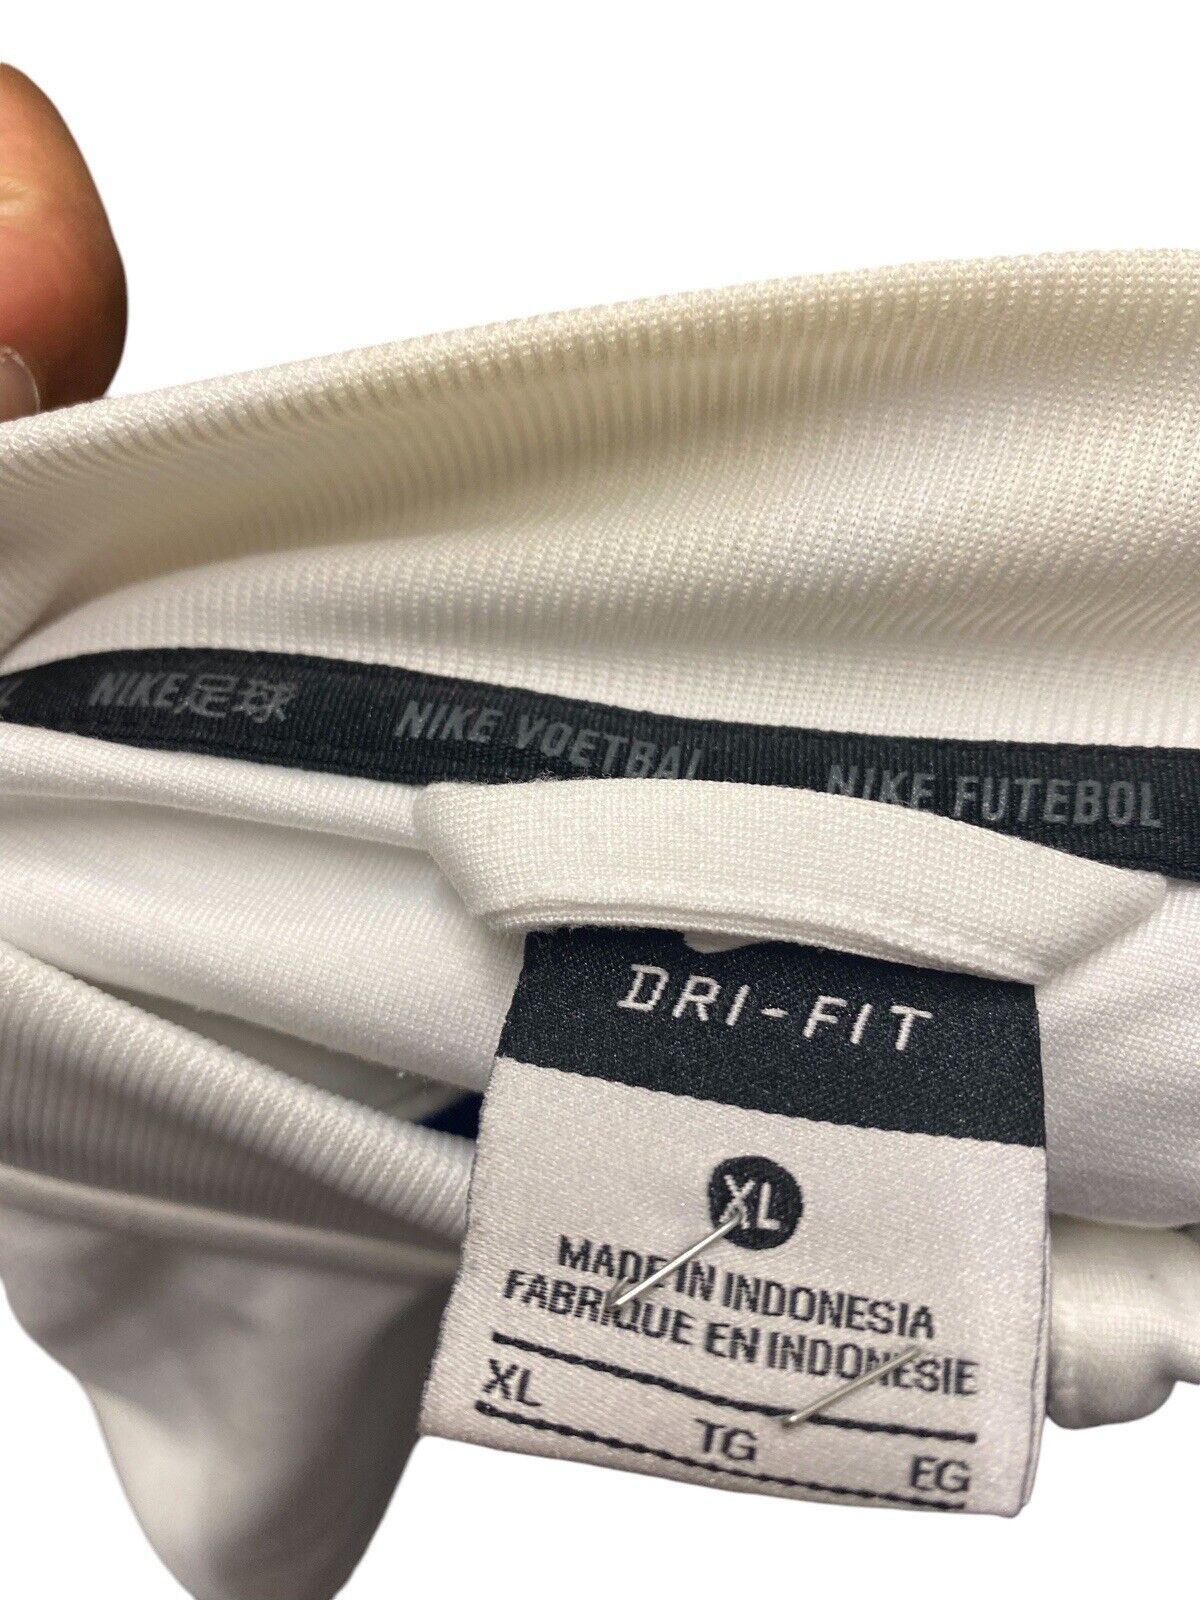 NIKE足球 NIKE VOETBAL NIKE FUTEBOL
DRI-FIT
XL
MADE IN INDONESIA
FABRIQUE EN INDONÉSIE
XL TG EG